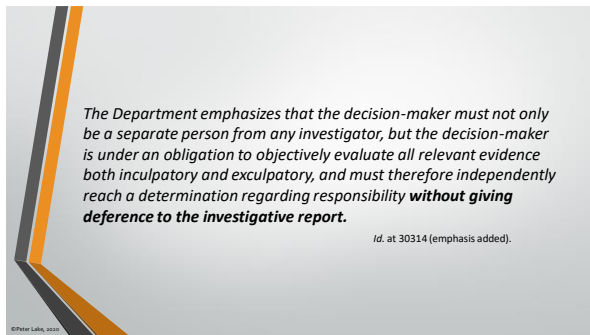 The Department emphasizes that the decision-maker must not only
be a separate person from any investigator, but the decision-maker
is under an obligation to objectively evaluate all relevant evidence
both inculpatory and exculpatory, and must therefore independently
reach a determination regarding responsibility without giving
deference to the investigative report.
Id. at 30314 (emphasis added).
©Peter Lake, 2020